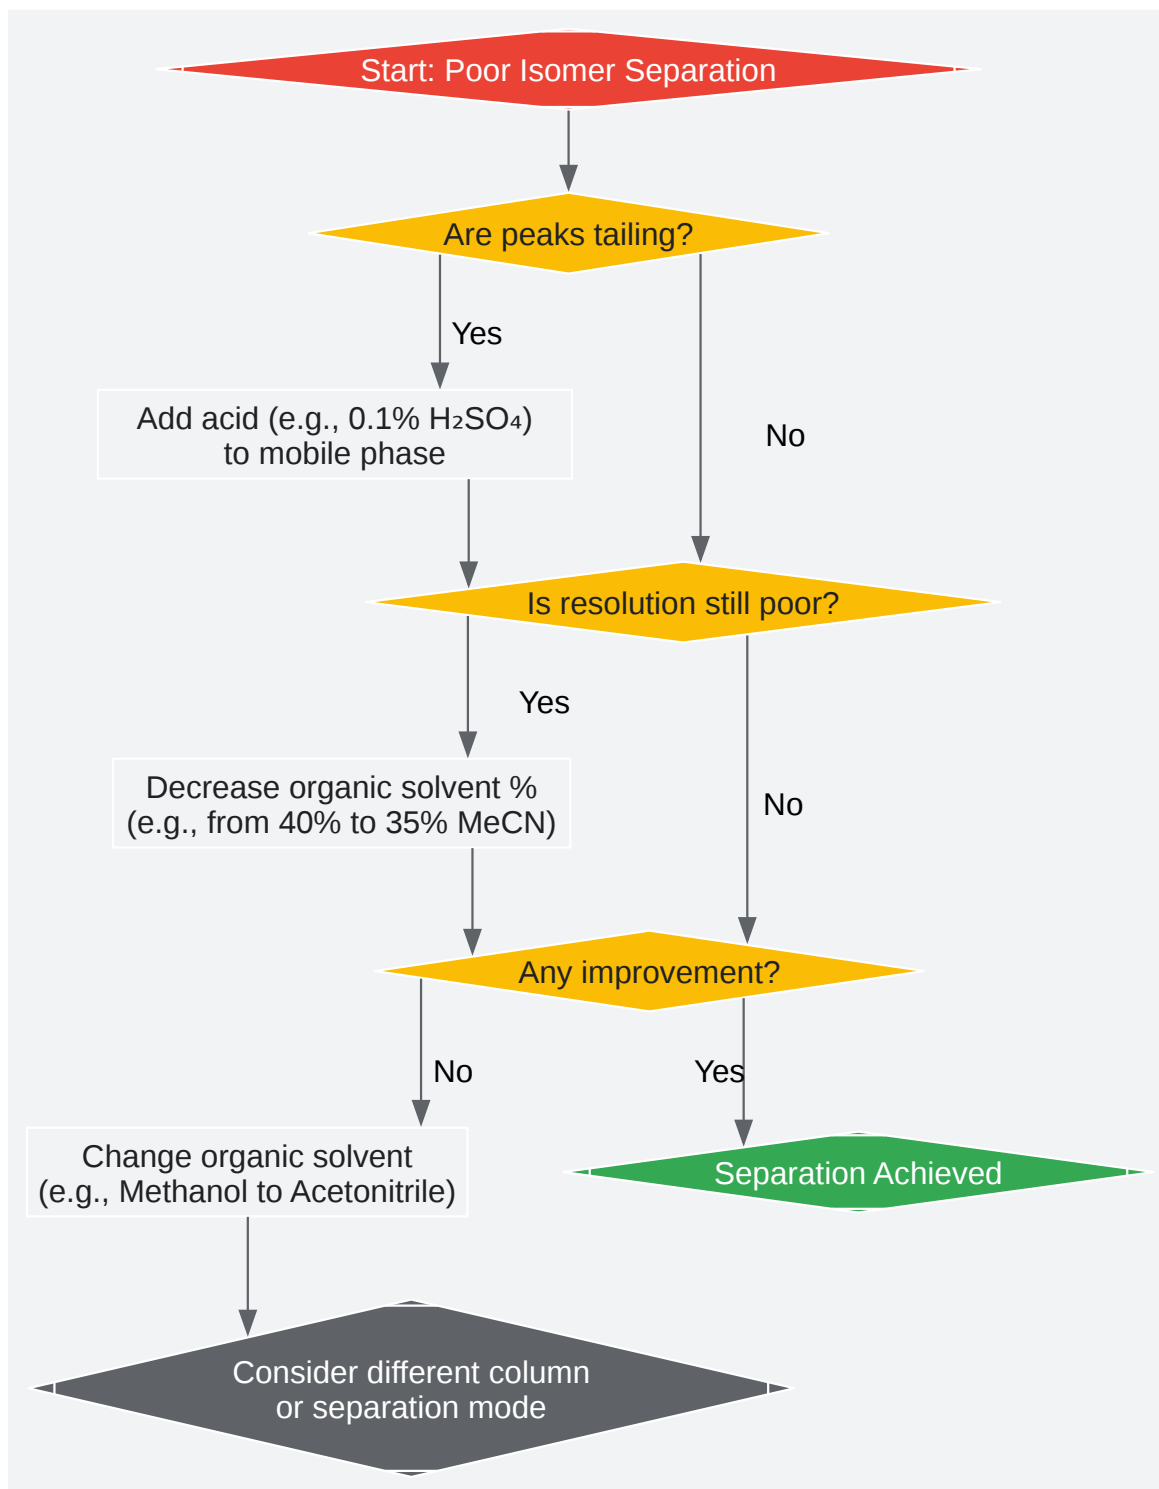 Start: Poor Isomer Separation
Are peaks tailing?
Yes
Add acid (e.g., 0.1% H₂SO₄)
to mobile phase
No
Is resolution still poor?
Yes
Decrease organic solvent %
(e.g., from 40% to 35% MeCN)
No
Any improvement?
No
Yes
Change organic solvent
(e.g., Methanol to Acetonitrile)
Separation Achieved
Consider different column
or separation mode